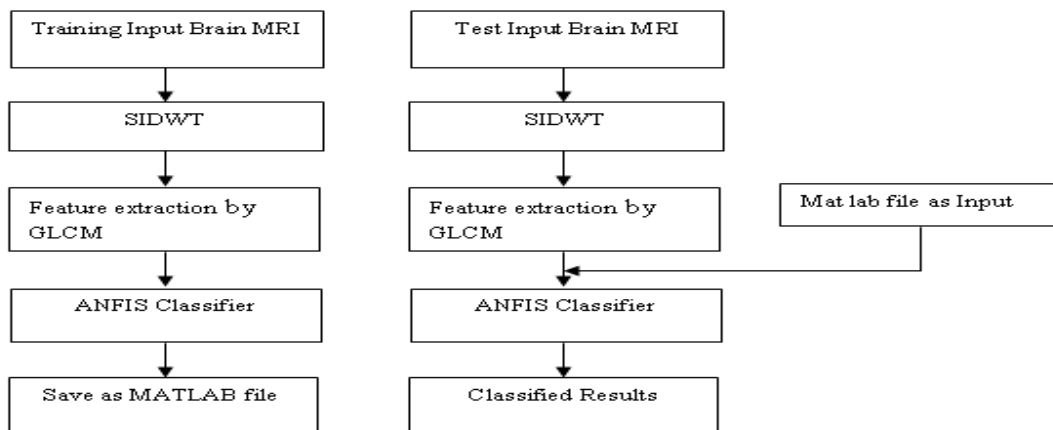 Training Input Brain MRI
SIDWT
Feature extraction by
GLCM
ANFIS Classifier
Save as MATLAB file
Test Input Brain MRI
SIDWT
Feature extraction by
GLCM
Mat lab file as Input
ANFIS Classifier
Classified Results